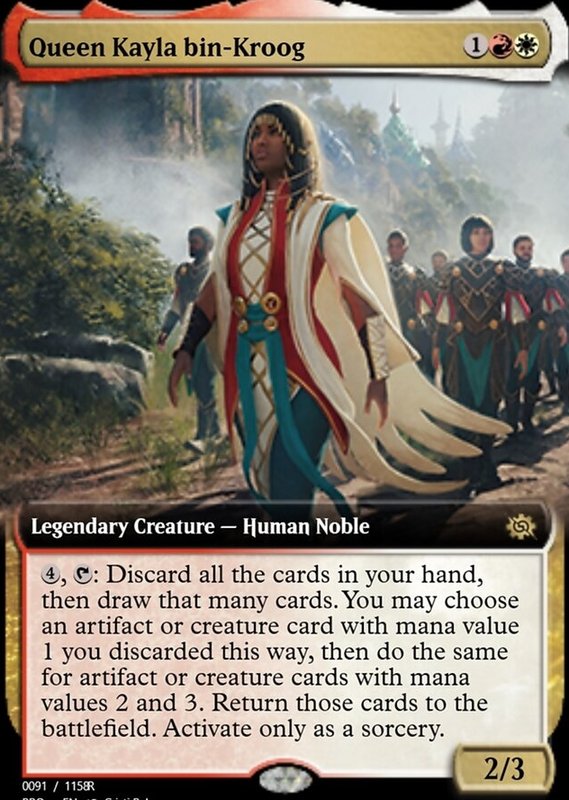 Queen Kayla bin-Kroog 1
Legendary Creature — Human Noble
4, : Discard all the cards in your hand,
then draw that many cards. You may choose
an artifact or creature card with mana value
1 you discarded this way, then do the same
for artifact or creature cards with mana
values 2 and 3. Return those cards to the
battlefield. Activate only as a sorcery.
2/3
0091 / 1158R